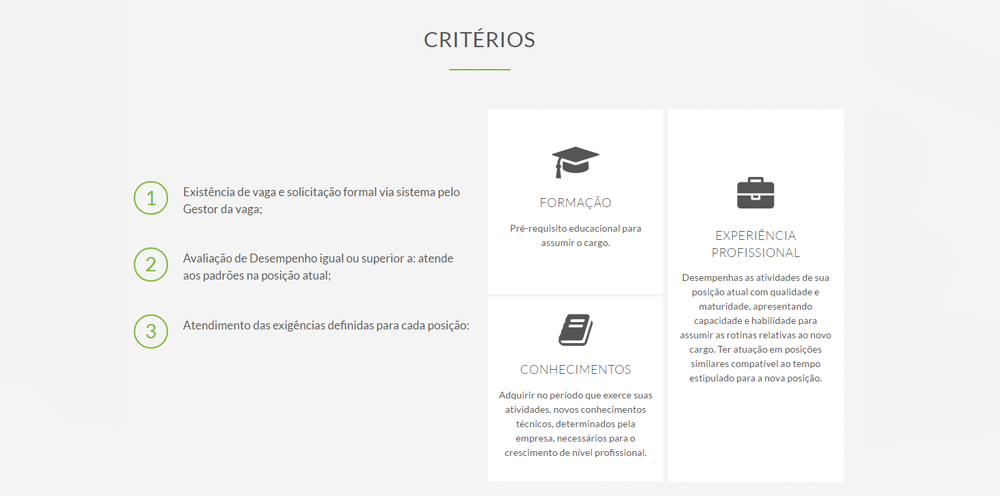 CRITÉRIOS
1
Existência de vaga e solicitação formal via sistema pelo
Gestor da vaga;
2
Avaliação de Desempenho igual ou superior a: atende
aos padrões na posição atual;
3
Atendimento das exigências definidas para cada posição:
FORMAÇÃO
Pré-requisito educacional para
assumir o cargo.
CONHECIMENTOS
Adquirir no período que exerce suas
atividades, novos conhecimentos
técnicos, determinados pela
empresa, necessários para o
crescimento de nível profissional.
EXPERIÊNCIA
PROFISSIONAL
Desempenhas as atividades de sua
posição atual com qualidade e
maturidade, apresentando
capacidade e habilidade para
assumir as rotinas relativas ao novo
cargo. Ter atuação em posições
similares compatível ao tempo
estipulado para a nova posição.